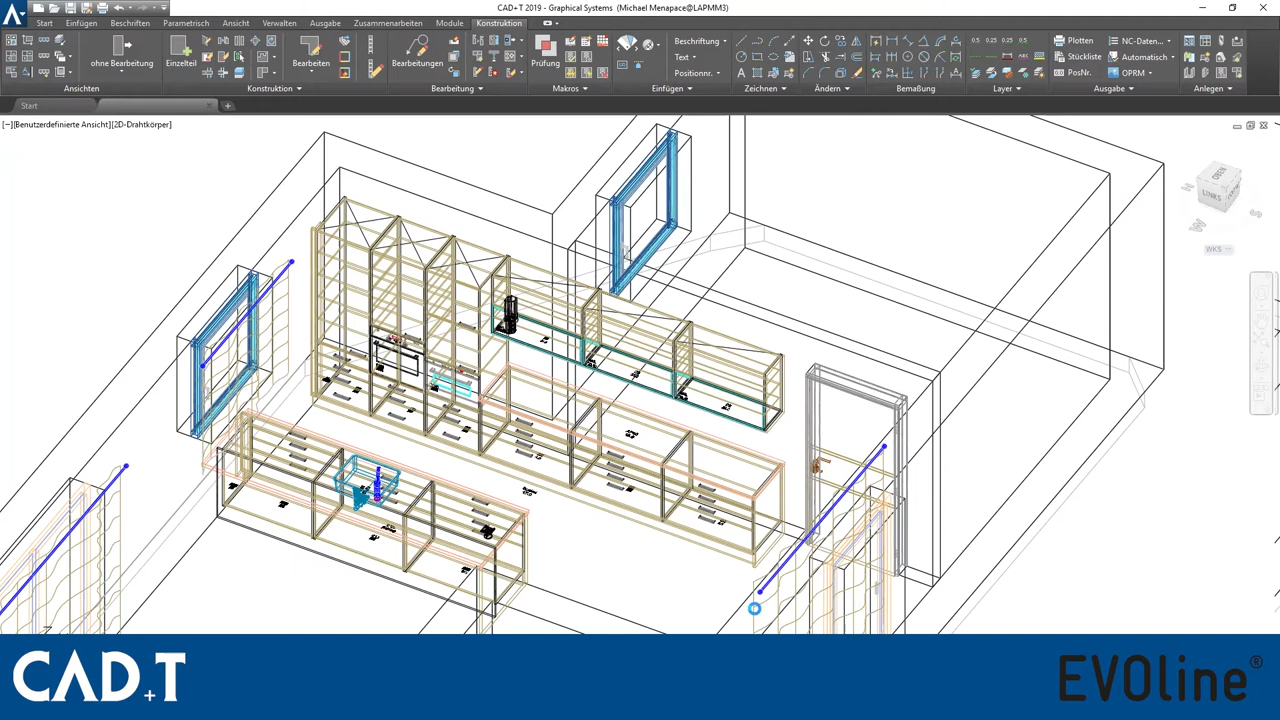 CAD+T 2019 - Graphical Systems (Michael Menapace@LAPMM3)
Start Einfügen Beschriften Parametrisch Ansicht Verwalten Ausgabe Zusammenarbeiten Module Konstruktion
ohne Bearbeitung Einzelteil Bearbeiten Bearbeitungen Prüfung Beschriftung Text Positionnr. Plotten Stückliste PosNr. NC-Daten... Automatisch OPRM
Ansichten Konstruktion Bearbeitung Makros Einfügen Zeichnen Ändern Bemaßung Layer Ausgabe Anlegen
Start
[−][Benutzerdefinierte Ansicht][2D-Drahtkörper]
OBEN
LINKS
W
S
WKS
CAD+T
EVOline®